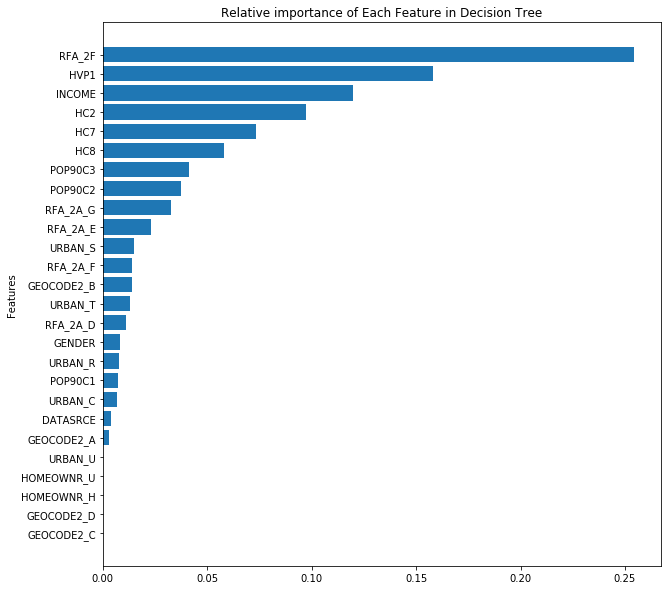 Relative importance of Each Feature in Decision Tree
Features
RFA_2F
HVP1
INCOME
HC2
HC7
HC8
POP90C3
POP90C2
RFA_2A_G
RFA_2A_E
URBAN_S
RFA_2A_F
GEOCODE2_B
URBAN_T
RFA_2A_D
GENDER
URBAN_R
POP90C1
URBAN_C
DATASRCE
GEOCODE2_A
URBAN_U
HOMEOWNR_U
HOMEOWNR_H
GEOCODE2_D
GEOCODE2_C
0.00 0.05 0.10 0.15 0.20 0.25